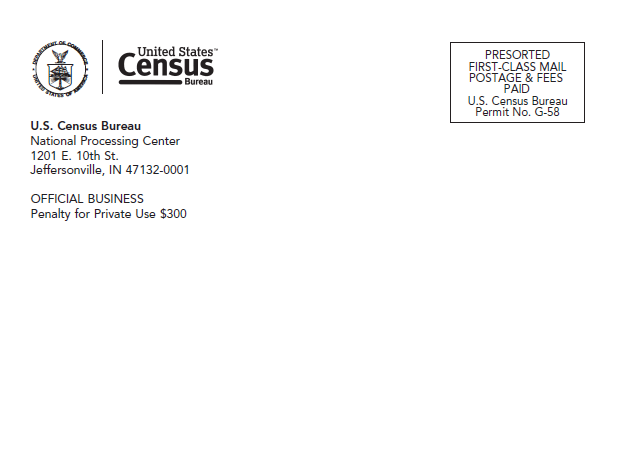 DEPARTMENT OF COMMERCE
UNITED STATES OF AMERICA
United States™
Census
Bureau
PRESORTED
FIRST-CLASS MAIL
POSTAGE & FEES
PAID
U.S. Census Bureau
Permit No. G-58
U.S. Census Bureau
National Processing Center
1201 E. 10th St.
Jeffersonville, IN 47132-0001
OFFICIAL BUSINESS
Penalty for Private Use $300